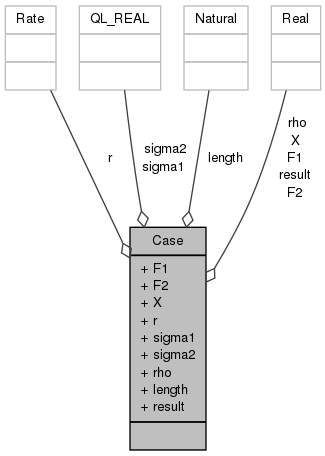 Rate
QL_REAL
Natural
Real
rho
X
F1
result
F2
sigma2
sigma1
r
length
Case
+ F1
+ F2
+ X
+ r
+ sigma1
+ sigma2
+ rho
+ length
+ result